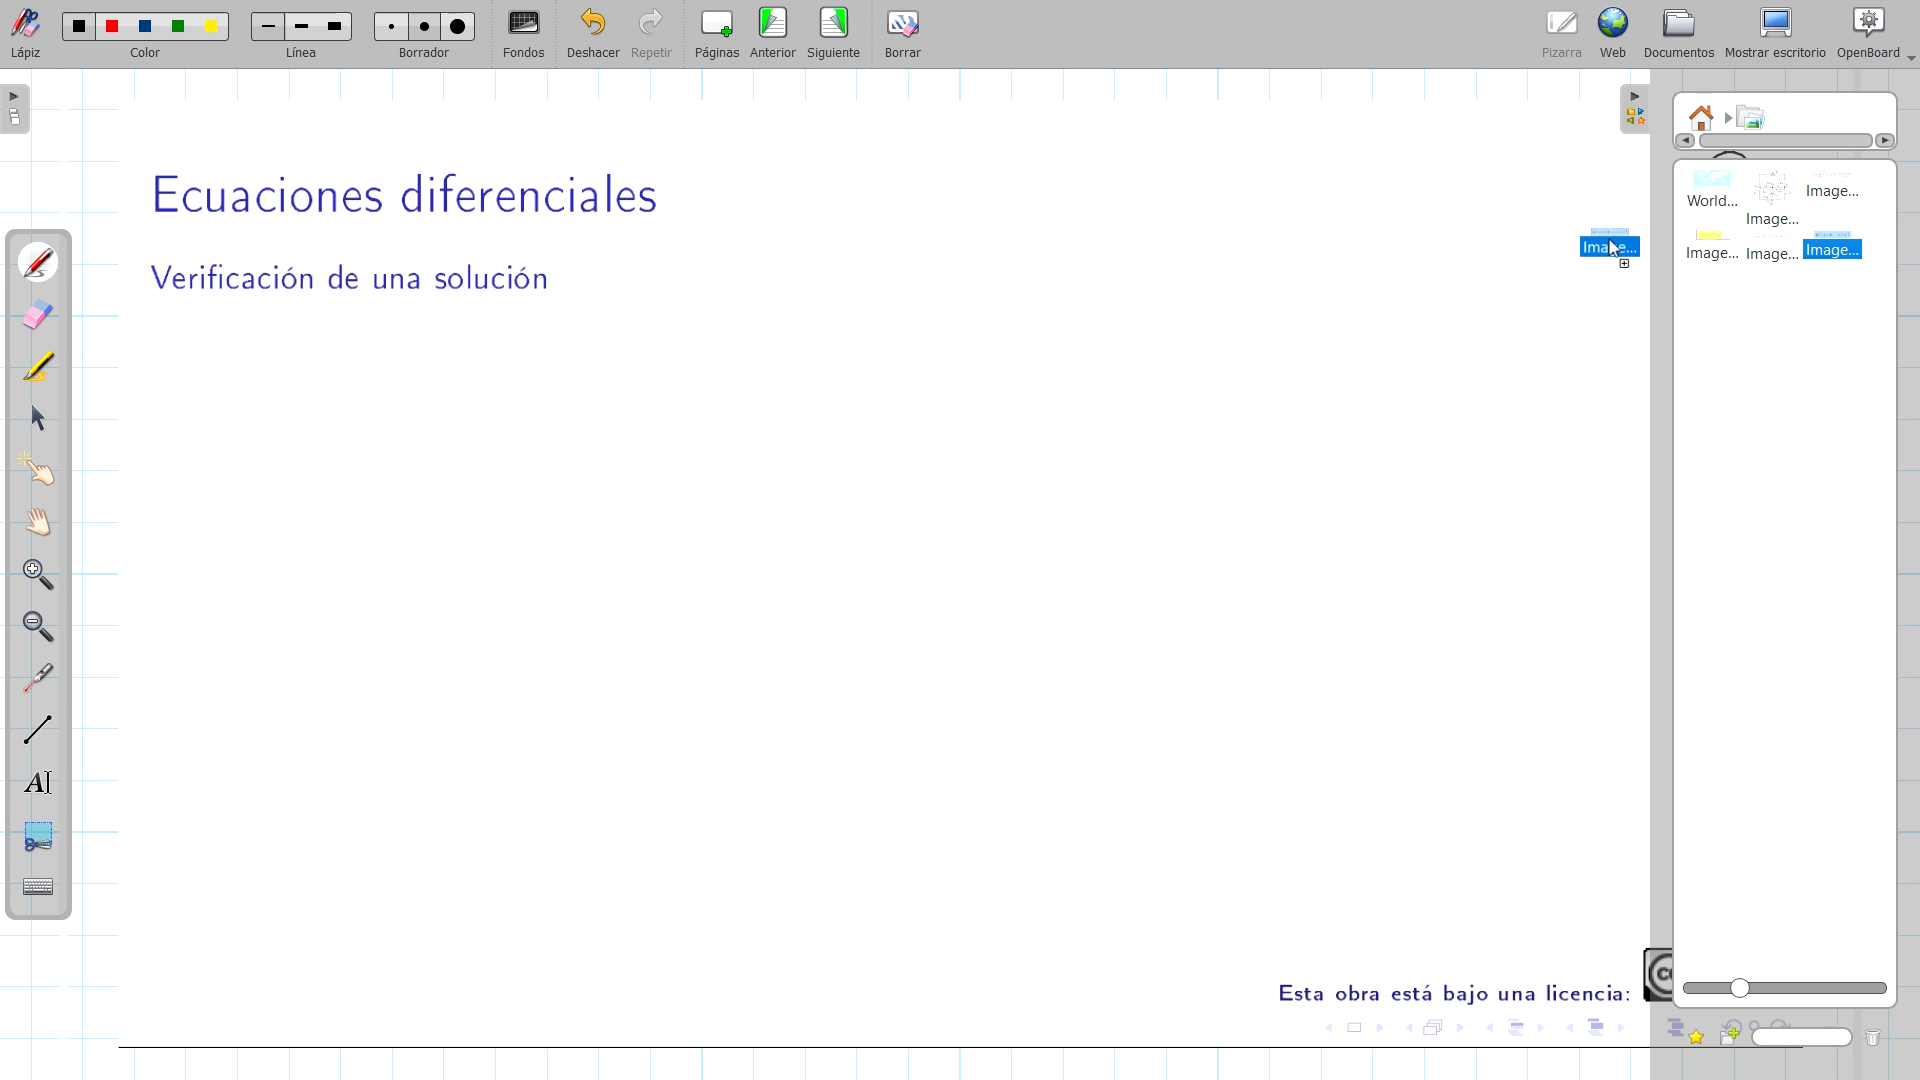 Lápiz
Color
Línea
Borrador
Fondos
Deshacer
Repetir
Páginas
Anterior
Siguiente
Borrar
Pizarra
Web
Documentos
Mostrar escritorio
OpenBoard
Ecuaciones diferenciales
Verificación de una solución
World...
Image...
Image...
Image...
Image...
Image...
Esta obra está bajo una licencia: